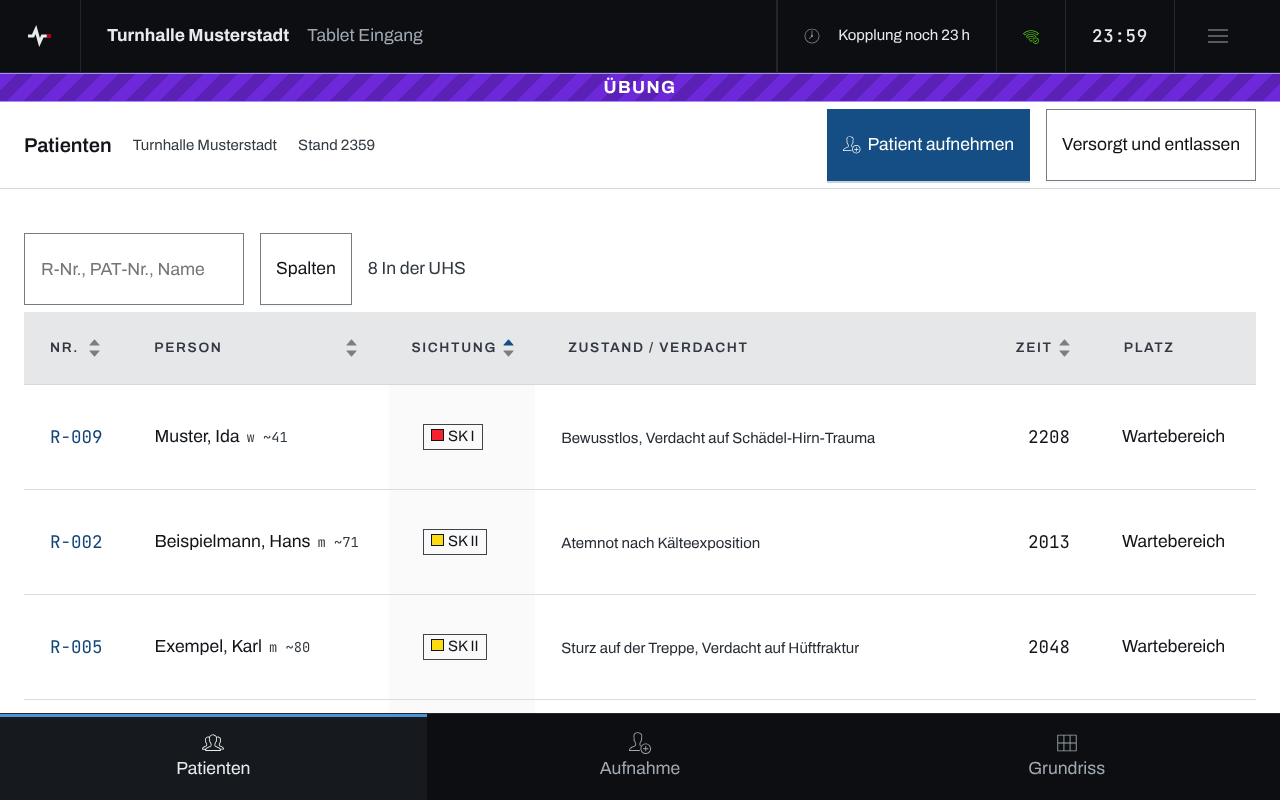 Turnhalle Musterstadt Tablet Eingang Kopplung noch 23 h 23:59
ÜBUNG
Patienten Turnhalle Musterstadt Stand 2359 Patient aufnehmen Versorgt und entlassen
R-Nr., PAT-Nr., Name Spalten 8 In der UHS
NR. PERSON SICHTUNG ZUSTAND / VERDACHT ZEIT PLATZ
R-009 Muster, Ida w ~41 SK I Bewusstlos, Verdacht auf Schädel-Hirn-Trauma 2208 Wartebereich
R-002 Beispielmann, Hans m ~71 SK II Atemnot nach Kälteexposition 2013 Wartebereich
R-005 Exempel, Karl m ~80 SK II Sturz auf der Treppe, Verdacht auf Hüftfraktur 2048 Wartebereich
Patienten Aufnahme Grundriss